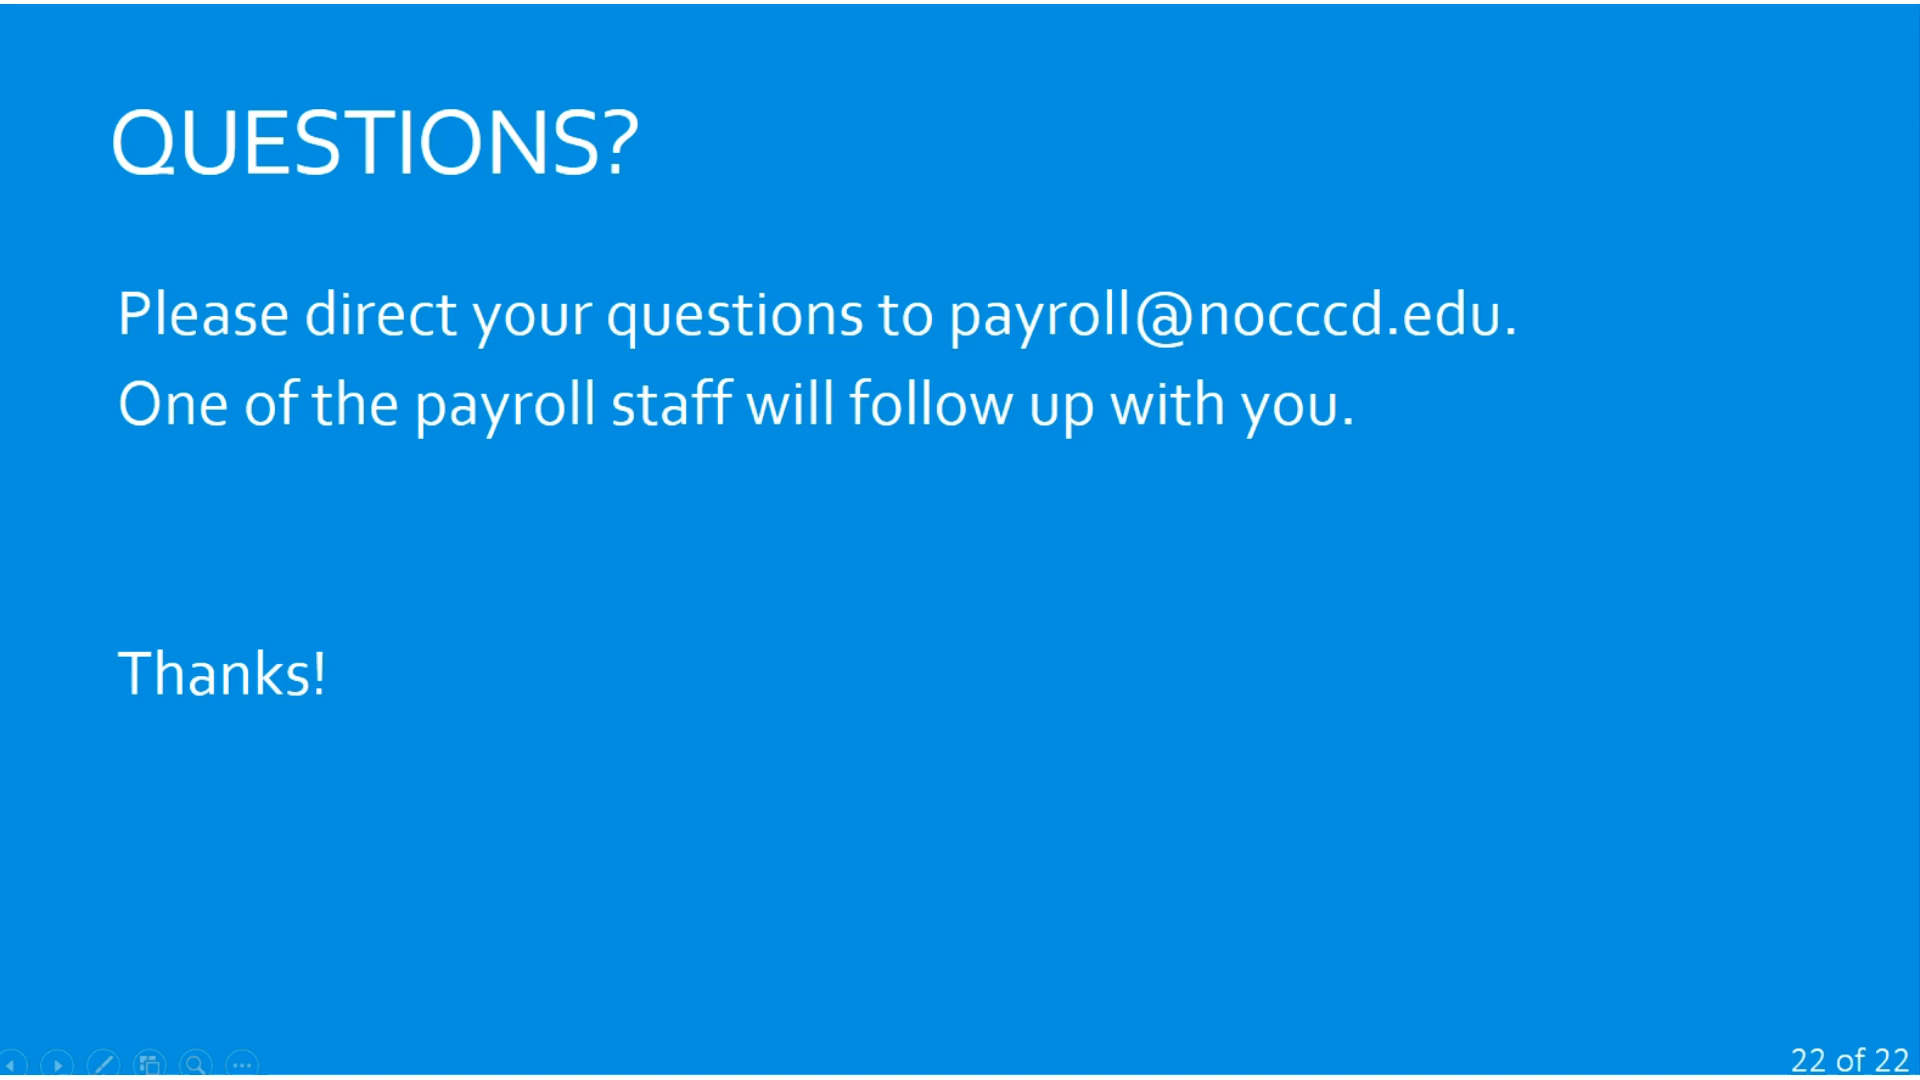 QUESTIONS?
Please direct your questions to payroll@nocccd.edu.
One of the payroll staff will follow up with you.
Thanks!
22 of 22